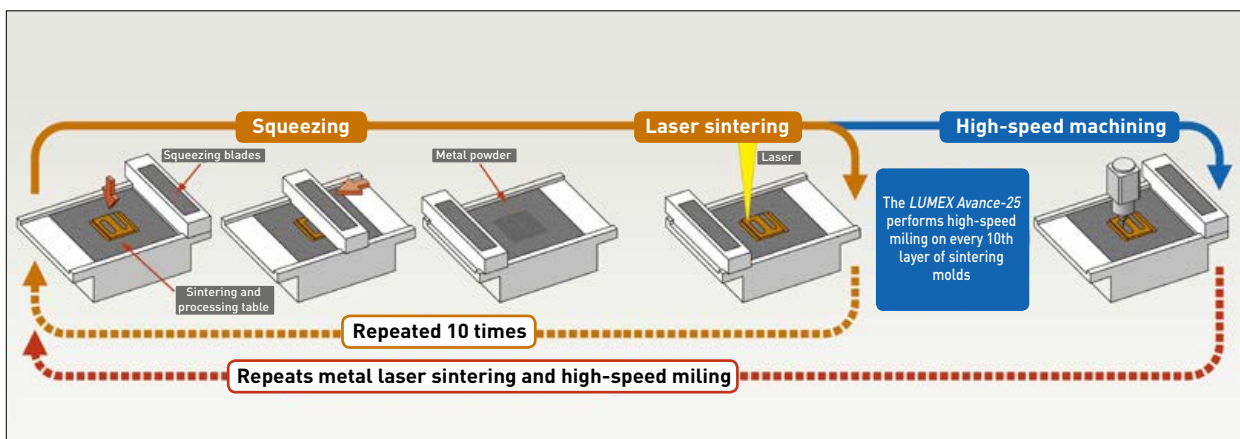 Squeezing
Laser sintering
High-speed machining
Squeezing blades
Metal powder
Laser
The LUMEX Avance-25
performs high-speed
miling on every 10th
layer of sintering
molds
Sintering and
processing table
Repeated 10 times
Repeats metal laser sintering and high-speed miling